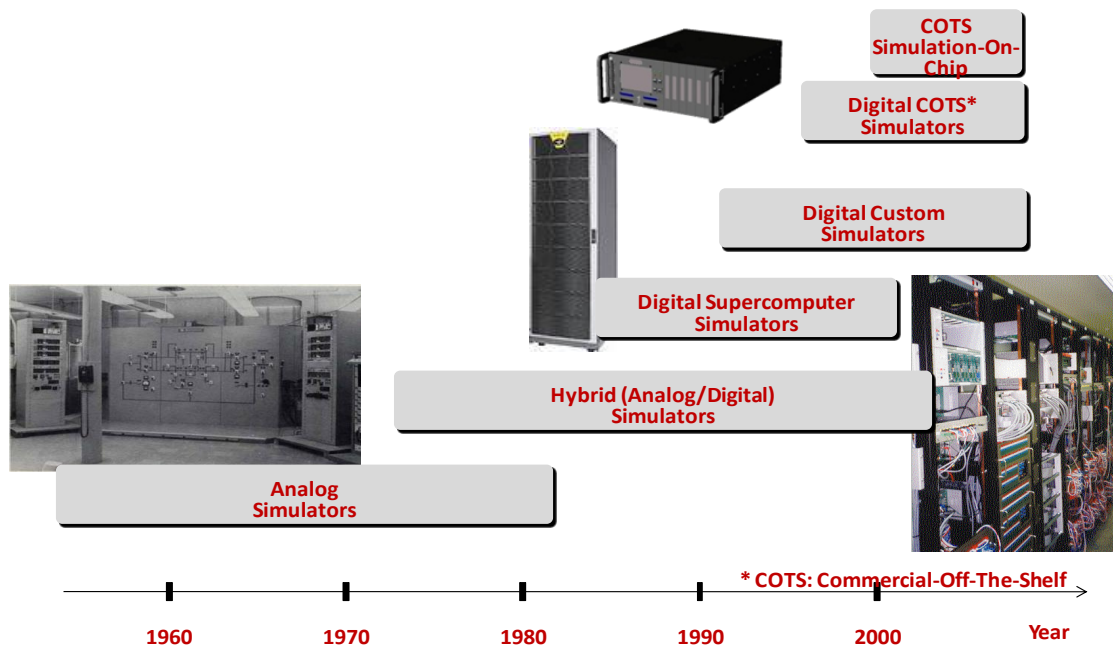 COTS
Simulation-On-
Chip
Digital COTS*
Simulators
Digital Custom
Simulators
Digital Supercomputer
Simulators
Hybrid (Analog/Digital)
Simulators
Analog
Simulators
* COTS: Commercial-Off-The-Shelf
1960
1970
1980
1990
2000
Year